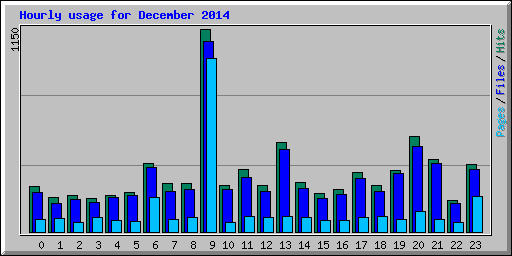 Hourly usage for December 2014
1150
Pages / Files / Hits
0 1 2 3 4 5 6 7 8 9 10 11 12 13 14 15 16 17 18 19 20 21 22 23